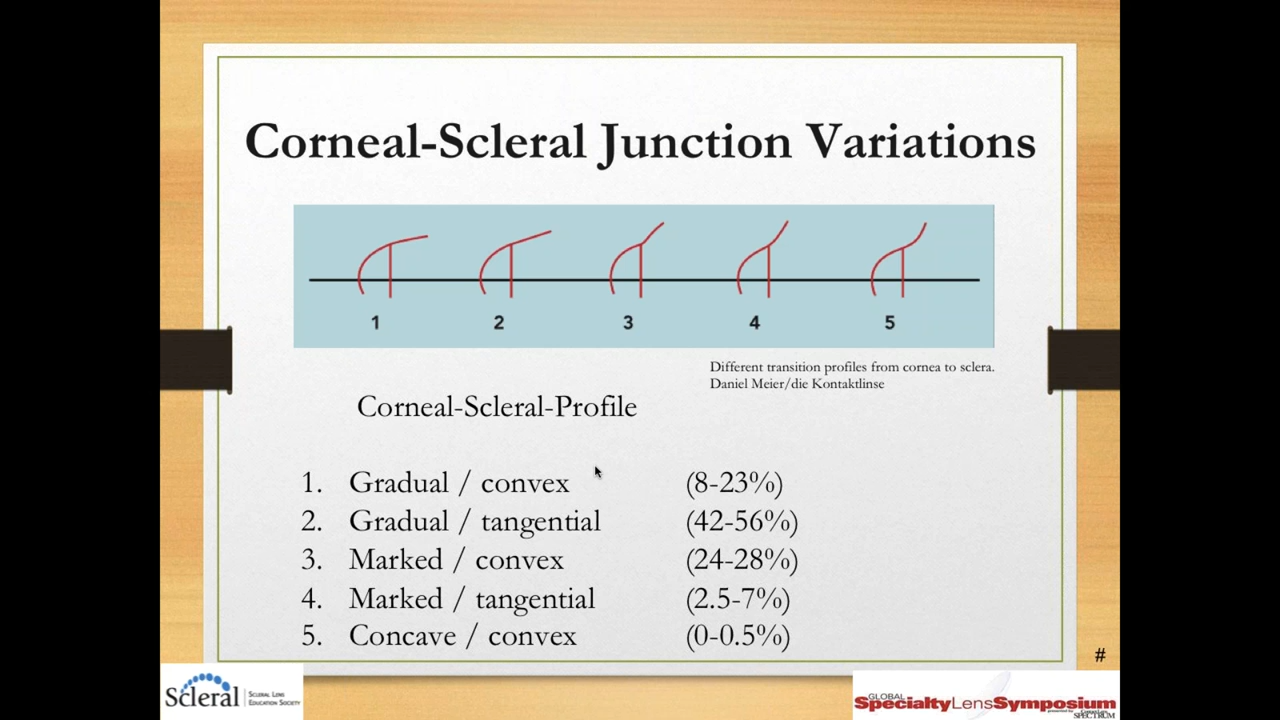 Corneal-Scleral Junction Variations
1 2 3 4 5
Different transition profiles from cornea to sclera.
Daniel Meier/die Kontaktlinse
Corneal-Scleral-Profile
1. Gradual / convex (8-23%)
2. Gradual / tangential (42-56%)
3. Marked / convex (24-28%)
4. Marked / tangential (2.5-7%)
5. Concave / convex (0-0.5%)
#
Scleral
SCLERAL LENS
EDUCATION SOCIETY
GLOBAL
SpecialtyLensSymposium
SPECTRUM